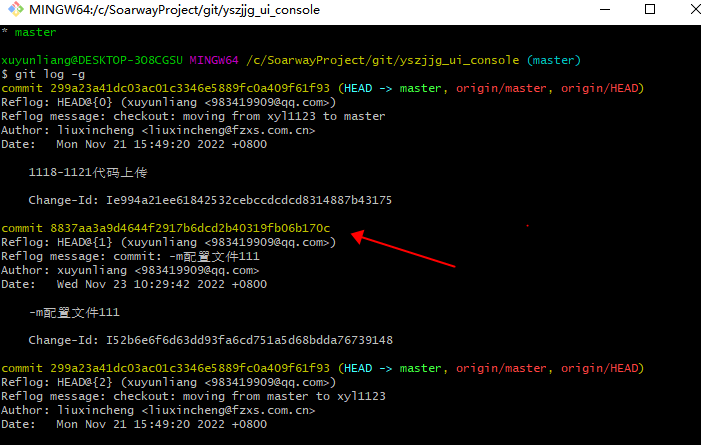 MINGW64:/c/SoarwayProject/git/yszjjg_ui_console
* master
xuyunliang@DESKTOP-3O8CGSU MINGW64 /c/SoarwayProject/git/yszjjg_ui_console (master)
$ git log -g
commit 299a23a41dc03ac01c3346e5889fc0a409f61f93 (HEAD -> master, origin/master, origin/HEAD)
Reflog: HEAD@{0} (xuyunliang <983419909@qq.com>)
Reflog message: checkout: moving from xyl1123 to master
Author: liuxincheng <liuxincheng@fzxs.com.cn>
Date:   Mon Nov 21 15:49:20 2022 +0800
1118-1121代码上传
Change-Id: Ie994a21ee61842532cebccdcdcd8314887b43175
commit 8837aa3a9d4644f2917b6dcd2b40319fb06b170c
Reflog: HEAD@{1} (xuyunliang <983419909@qq.com>)
Reflog message: commit: -m配置文件111
Author: xuyunliang <983419909@qq.com>
Date:   Wed Nov 23 10:29:42 2022 +0800
-m配置文件111
Change-Id: I52b6e6f6d63dd93fa6cd751a5d68bdda76739148
commit 299a23a41dc03ac01c3346e5889fc0a409f61f93 (HEAD -> master, origin/master, origin/HEAD)
Reflog: HEAD@{2} (xuyunliang <983419909@qq.com>)
Reflog message: checkout: moving from master to xyl1123
Author: liuxincheng <liuxincheng@fzxs.com.cn>
Date:   Mon Nov 21 15:49:20 2022 +0800